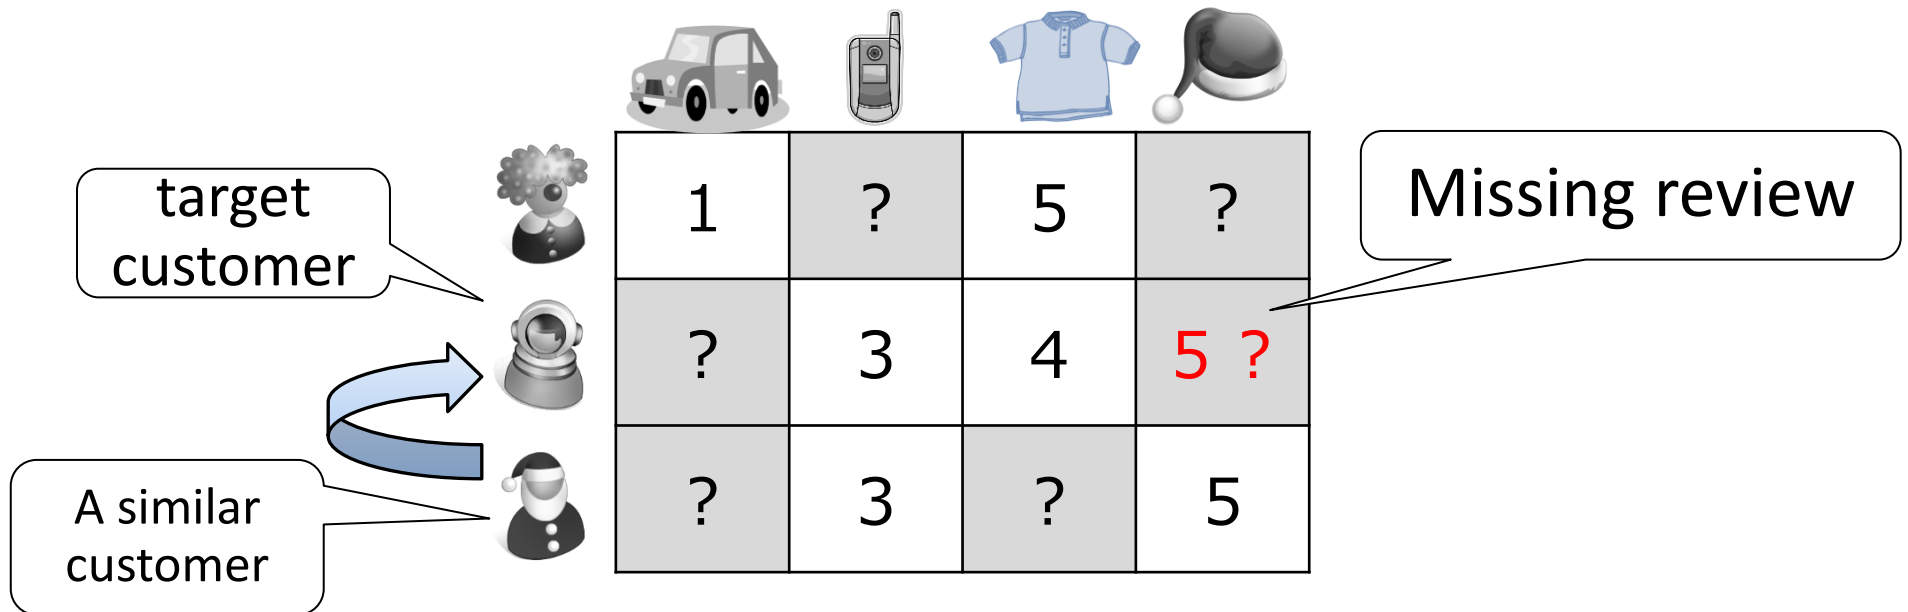 target
customer
Missing review
1 ? 5 ?
? 3 4 5 ?
? 3 ? 5
A similar
customer